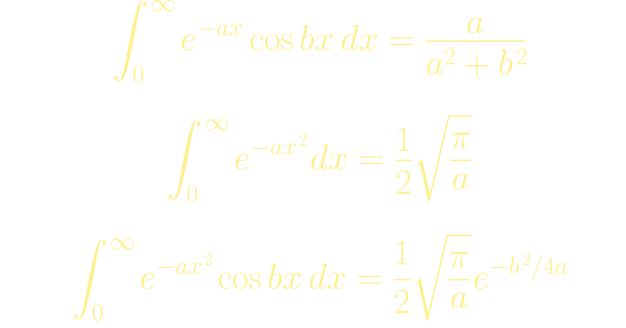 ∫₀^∞ e^{-ax} cos bx dx = a/(a² + b²)
∫₀^∞ e^{-ax²} dx = 1/2 √(π/a)
∫₀^∞ e^{-ax²} cos bx dx = 1/2 √(π/a) e^{-b²/4a}